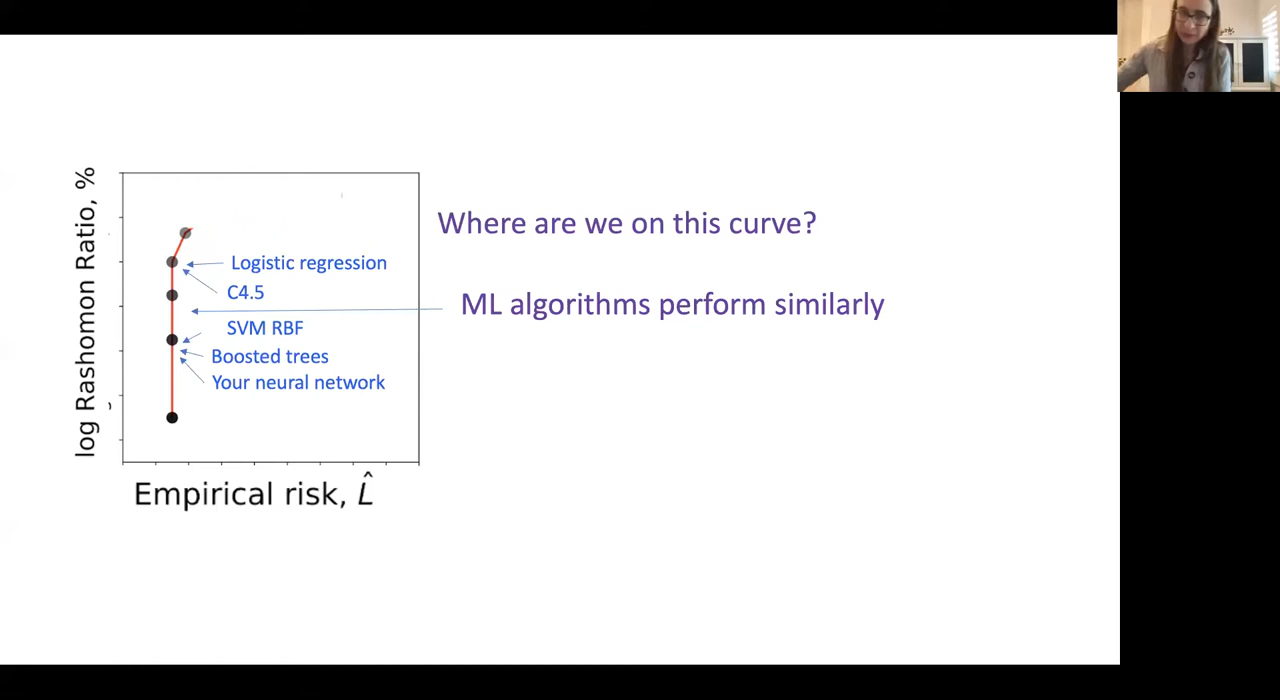 log Rashomon Ratio, %
Where are we on this curve?
Logistic regression
C4.5
ML algorithms perform similarly
SVM RBF
Boosted trees
Your neural network
Empirical risk, L̂